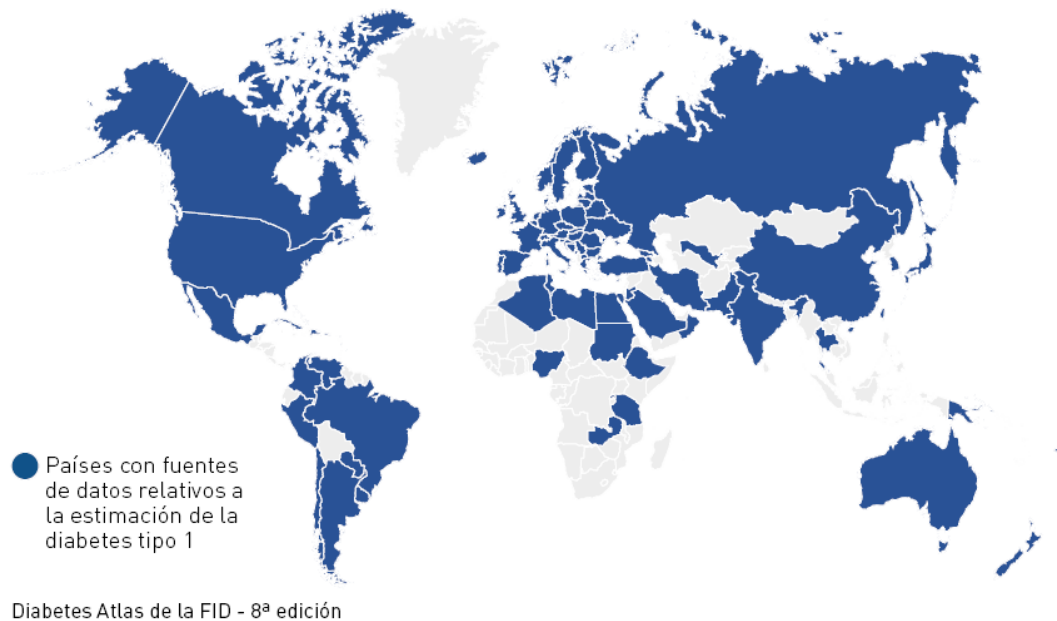 Países con fuentes
de datos relativos a
la estimación de la
diabetes tipo 1
Diabetes Atlas de la FID - 8ª edición